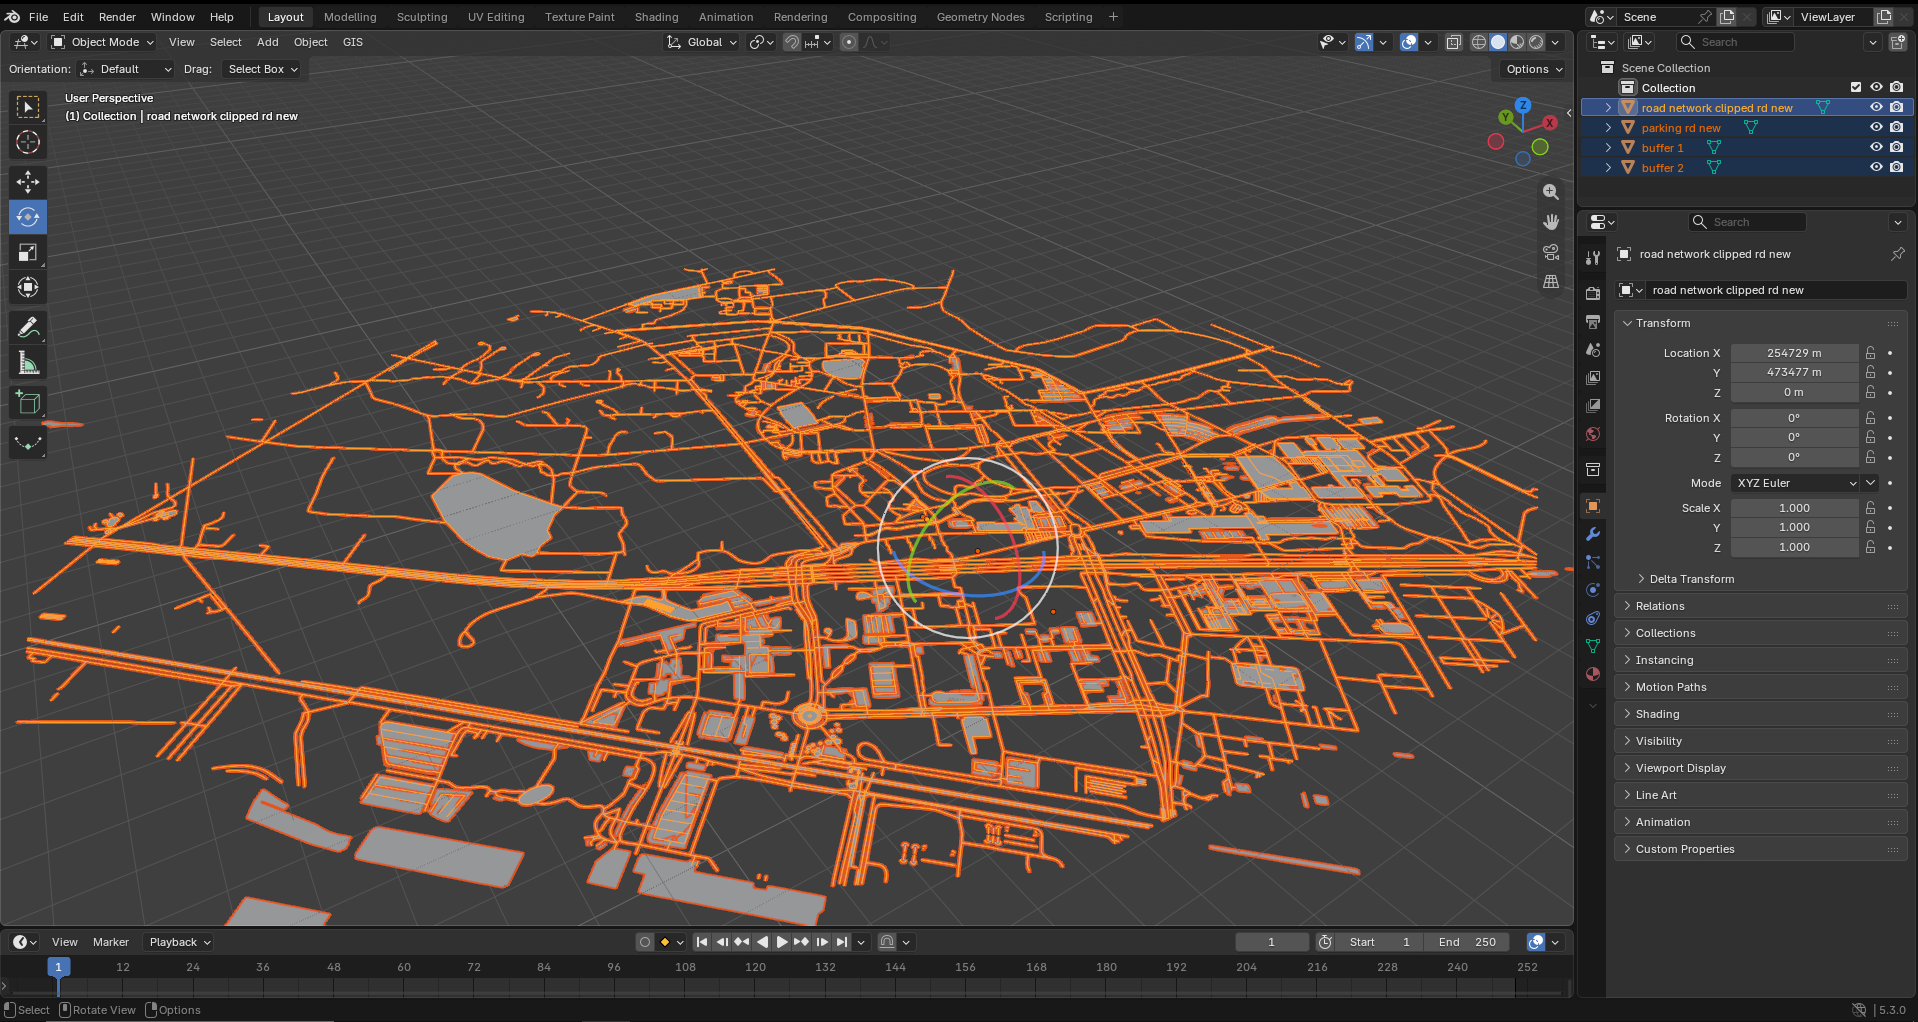 File Edit Render Window Help Layout Modelling Sculpting UV Editing Texture Paint Shading Animation Rendering Compositing Geometry Nodes Scripting + Scene ViewLayer
Object Mode View Select Add Object GIS Global Search
Orientation: Default Drag: Select Box Options
User Perspective
(1) Collection | road network clipped rd new
Z
Y
X
Scene Collection
Collection
road network clipped rd new
parking rd new
buffer 1
buffer 2
Search
road network clipped rd new
road network clipped rd new
Transform
Location X 254729 m
Y 473477 m
Z 0 m
Rotation X 0°
Y 0°
Z 0°
Mode XYZ Euler
Scale X 1.000
Y 1.000
Z 1.000
Delta Transform
Relations
Collections
Instancing
Motion Paths
Shading
Visibility
Viewport Display
Line Art
Animation
Custom Properties
View Marker Playback 1 Start 1 End 250
1 12 24 36 48 60 72 84 96 108 120 132 144 156 168 180 192 204 216 228 240 252
Select Rotate View Options 5.3.0